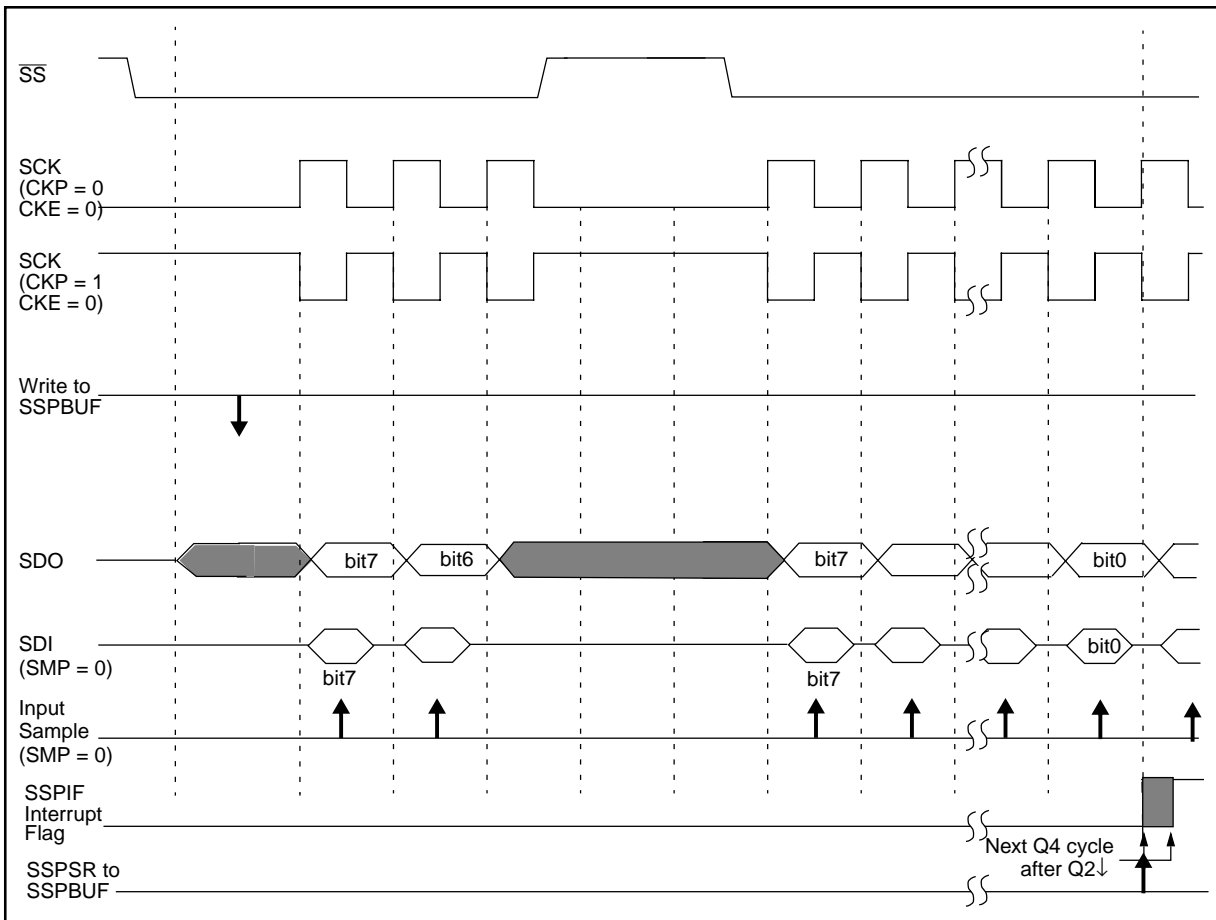 SS
SCK
(CKP = 0
CKE = 0)
SCK
(CKP = 1
CKE = 0)
Write to
SSPBUF
SDO
bit7
bit6
bit7
bit0
SDI
(SMP = 0)
bit7
bit7
bit0
Input
Sample
(SMP = 0)
SSPIF
Interrupt
Flag
Next Q4 cycle
after Q2↓
SSPSR to
SSPBUF